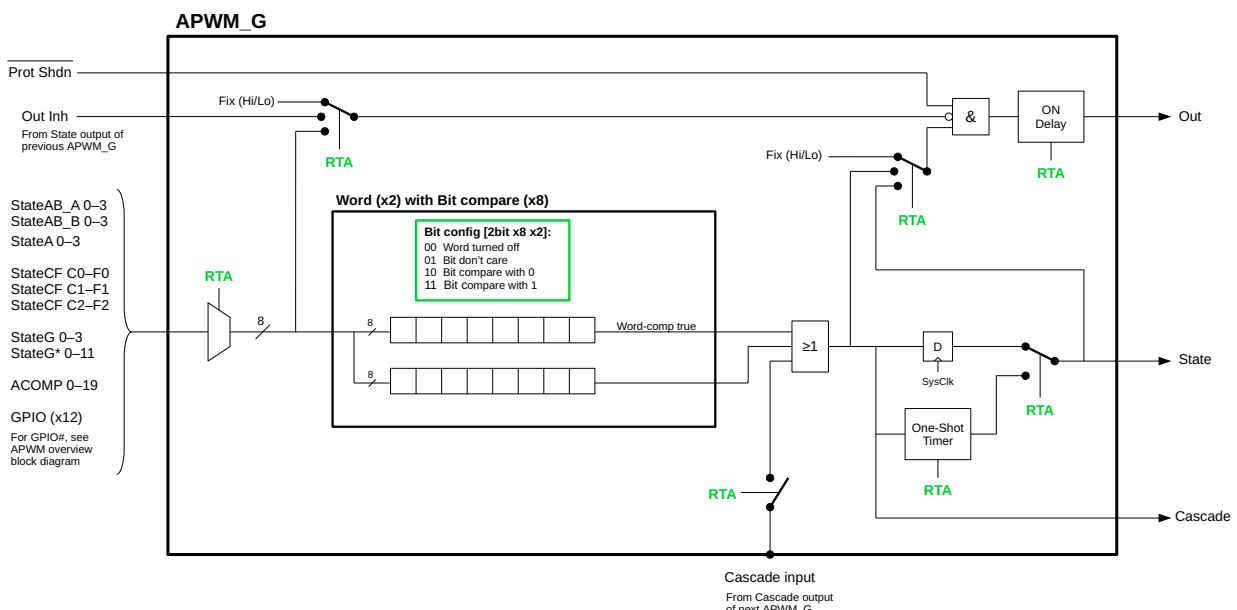 APWM_G
Prot Shdn
Fix (Hi/Lo)
Out Inh
From State output of
previous APWM_G
RTA
&
ON
Delay
Out
RTA
Fix (Hi/Lo)
RTA
StateAB_A 0–3
StateAB_B 0–3
StateA 0–3
StateCF C0–F0
StateCF C1–F1
StateCF C2–F2
StateG 0–3
StateG* 0–11
ACOMP 0–19
GPIO (x12)
For GPIO#, see
APWM overview
block diagram
RTA
8
Word (x2) with Bit compare (x8)
Bit config [2bit x8 x2]:
00 Word turned off
01 Bit don't care
10 Bit compare with 0
11 Bit compare with 1
8
Word-comp true
8
≥1
D
SysClk
State
RTA
One-Shot
Timer
RTA
RTA
Cascade
Cascade input
From Cascade output
of next APWM_G